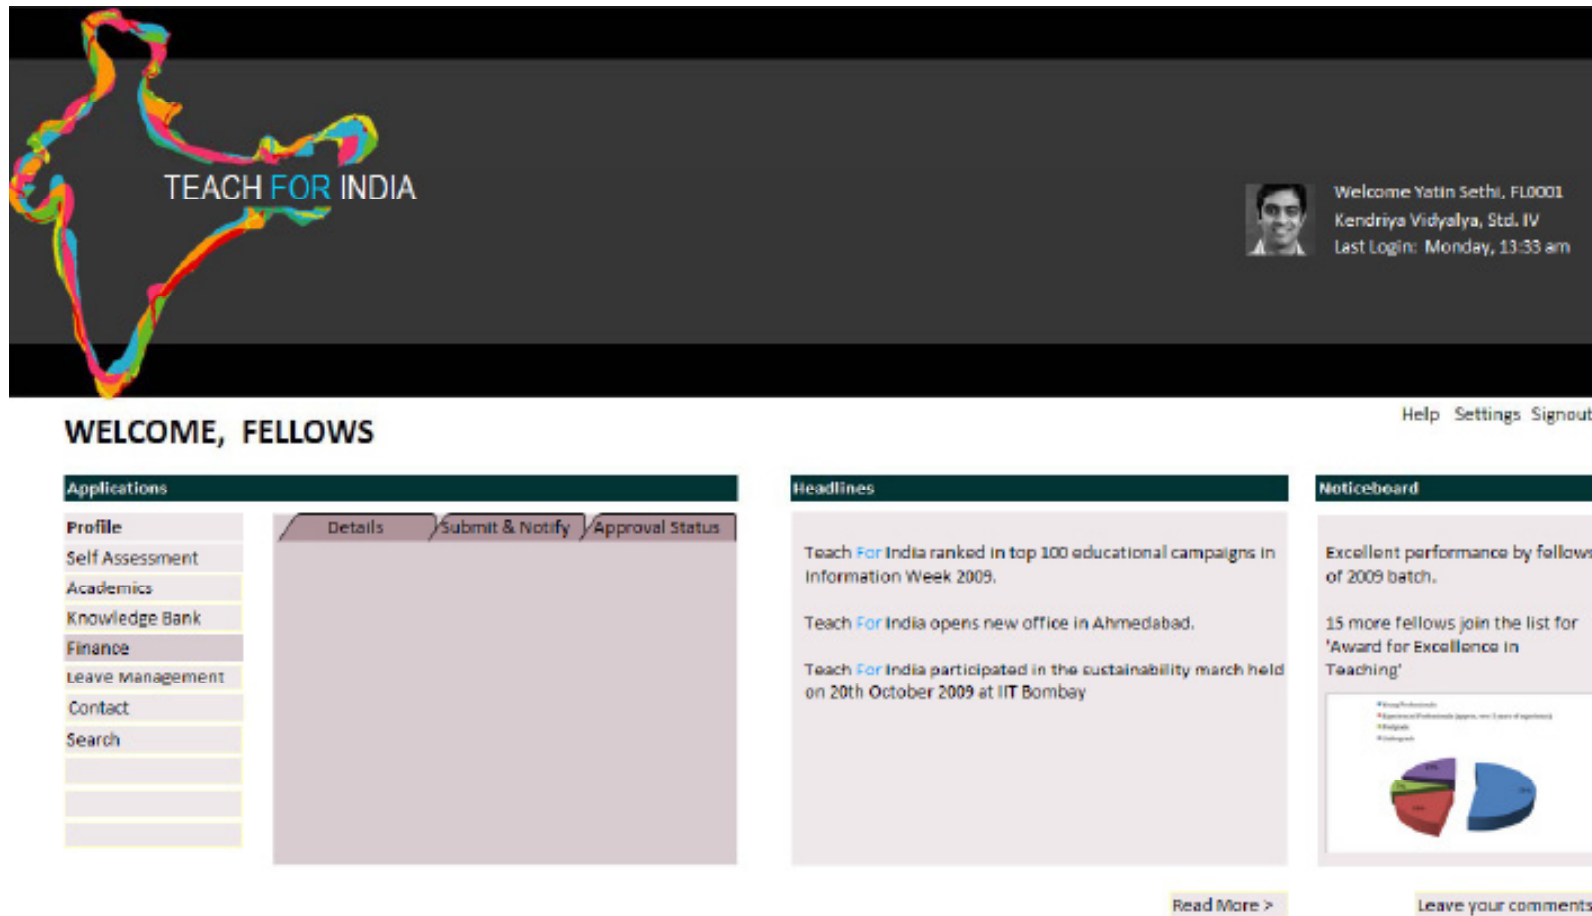 TEACH FOR INDIA
Welcome Yatin Sethi, FL0001
Kendriya Vidyalya, Std. IV
Last Login: Monday, 13:33 am
Help Settings Signout
WELCOME, FELLOWS
Applications
Profile
Self Assessment
Academics
Knowledge Bank
Finance
Leave Management
Contact
Search
Details
Submit & Notify
Approval Status
Headlines
Teach For India ranked in top 100 educational campaigns in
Information Week 2009.
Teach For India opens new office in Ahmedabad.
Teach For India participated in the sustainability march held
on 20th October 2009 at IIT Bombay
Read More >
Noticeboard
Excellent performance by fellows
of 2009 batch.
15 more fellows join the list for
'Award for Excellence in
Teaching'
Leave your comments